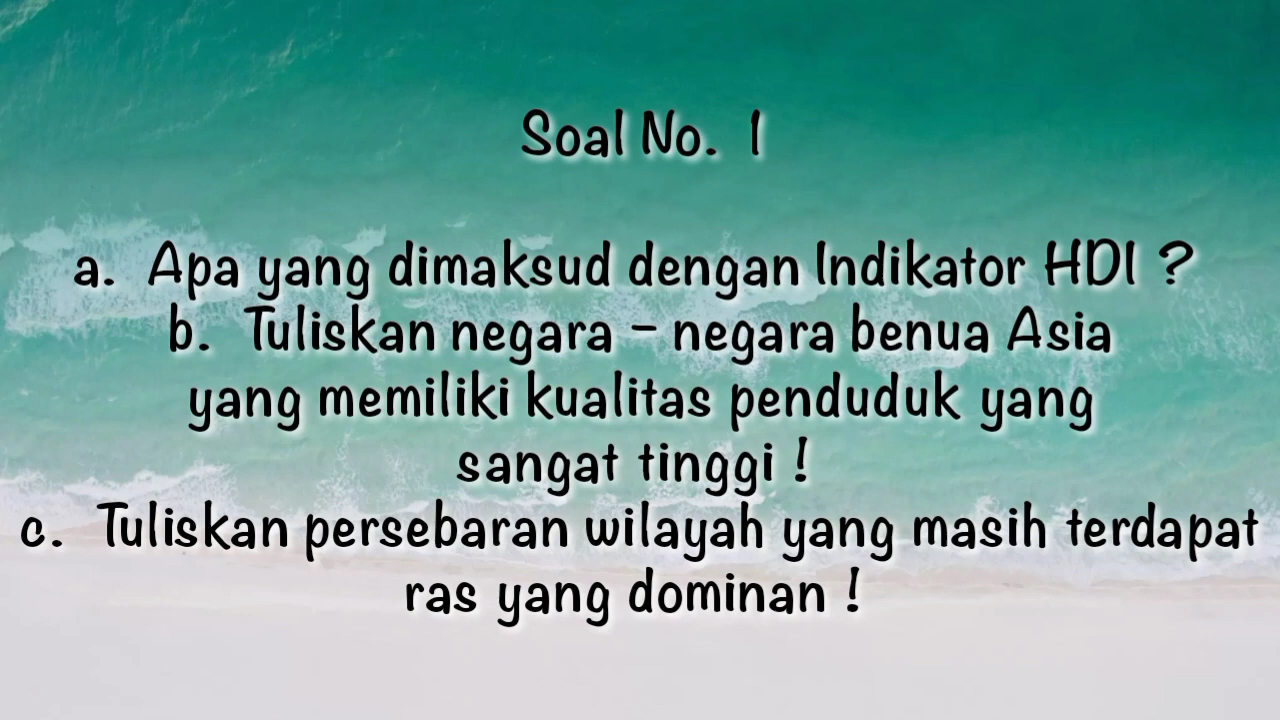 Soal No. 1
a. Apa yang dimaksud dengan Indikator HDI ?
b. Tuliskan negara – negara benua Asia
yang memiliki kualitas penduduk yang
sangat tinggi !
c. Tuliskan persebaran wilayah yang masih terdapat
ras yang dominan !